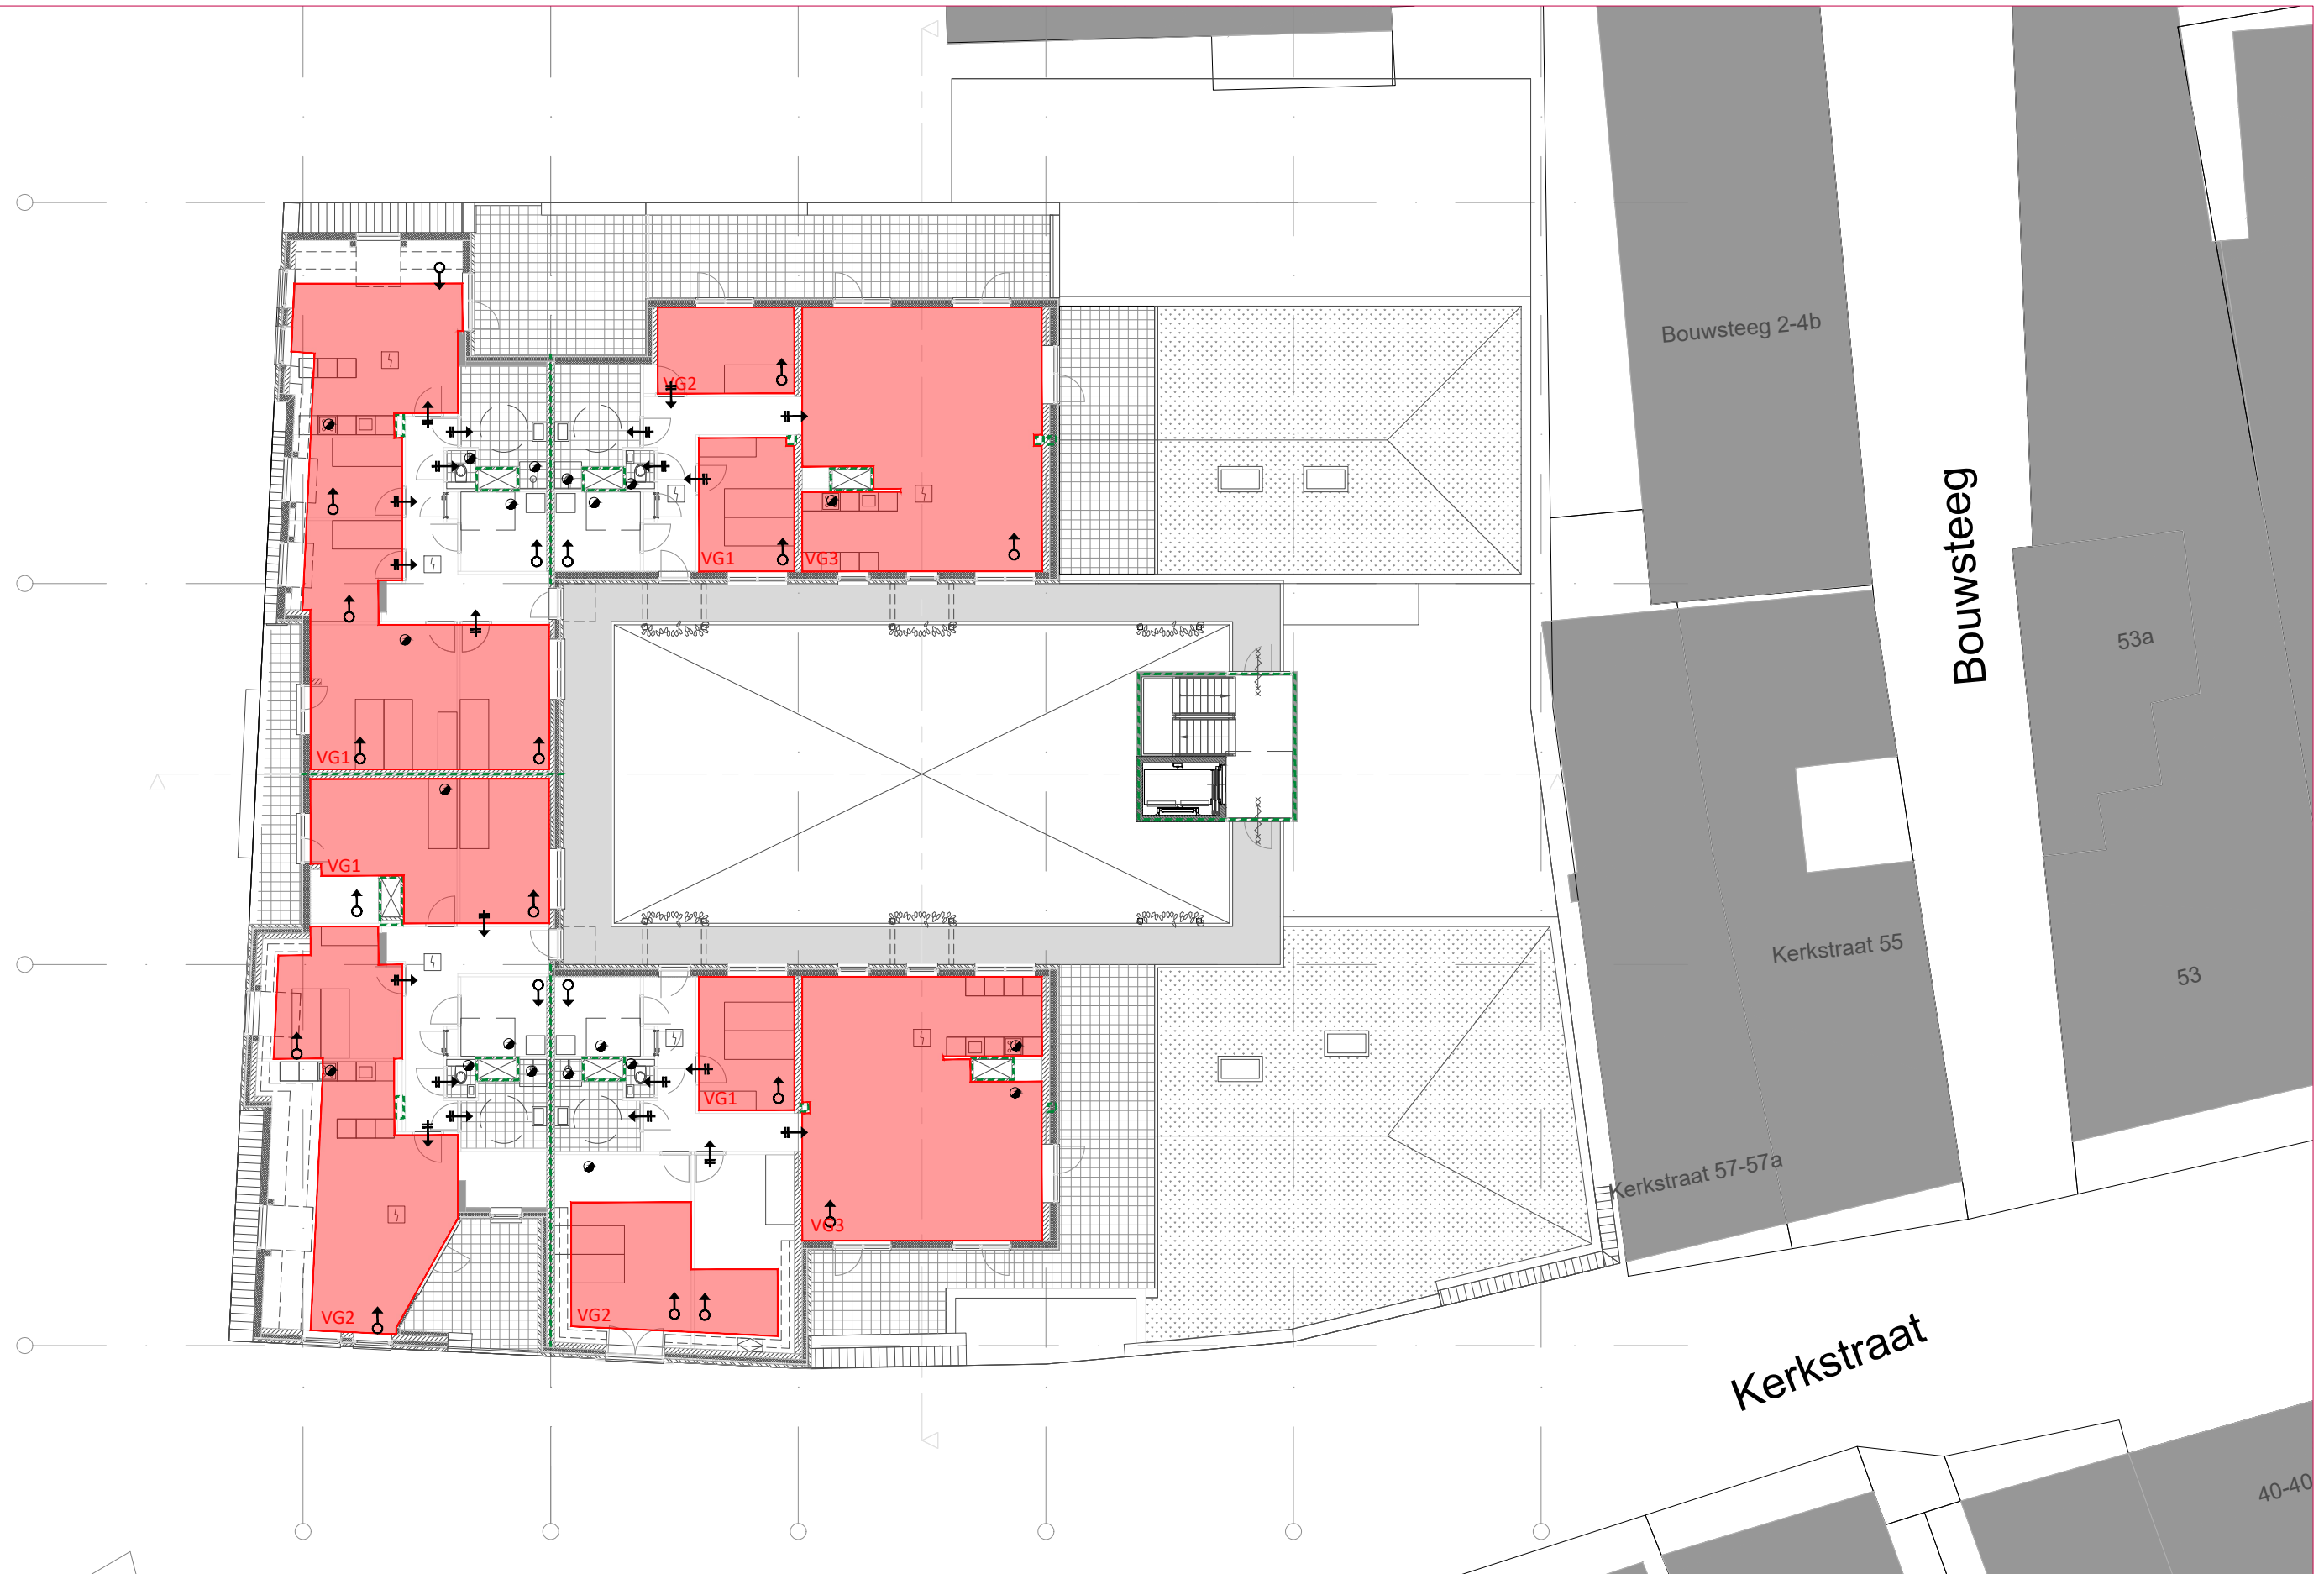 Bouwsteeg 2-4b
VG2
Bouwsteeg
VG1
VG3
53a
VG1
VG1
Kerkstraat 55
53
VG1
Kerkstraat 57-57a
VG3
VG2
VG2
Kerkstraat
40-40